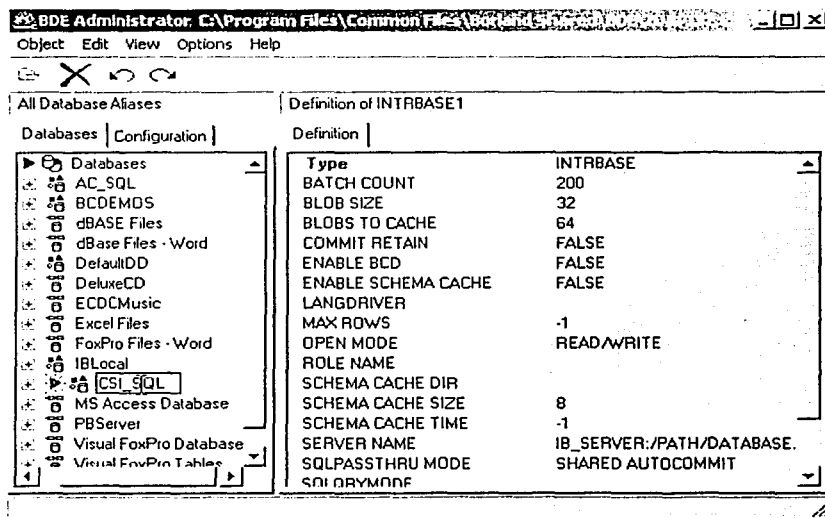 BDE Administrator C:\Program Files\Common Files\Borland Shared
Object Edit View Options Help
All Database Aliases
Definition of INTRBASE1
Databases Configuration
Definition
Databases
AC_SQL
BCDEMOS
dBASE Files
dBase Files - Word
DefaultDD
DeluxeCD
ECDCMusic
Excel Files
FoxPro Files - Word
IBLocal
CSI_SQL
MS Access Database
PBServer
Visual FoxPro Database
Visual FoxPro Tables
Type INTRBASE
BATCH COUNT 200
BLOB SIZE 32
BLOBS TO CACHE 64
COMMIT RETAIN FALSE
ENABLE BCD FALSE
ENABLE SCHEMA CACHE FALSE
LANGDRIVER
MAX ROWS -1
OPEN MODE READ/WRITE
ROLE NAME
SCHEMA CACHE DIR
SCHEMA CACHE SIZE 8
SCHEMA CACHE TIME -1
SERVER NAME IB_SERVER:/PATH/DATABASE.
SQLPASSTHRU MODE SHARED AUTOCOMMIT
SQLQRYMODE